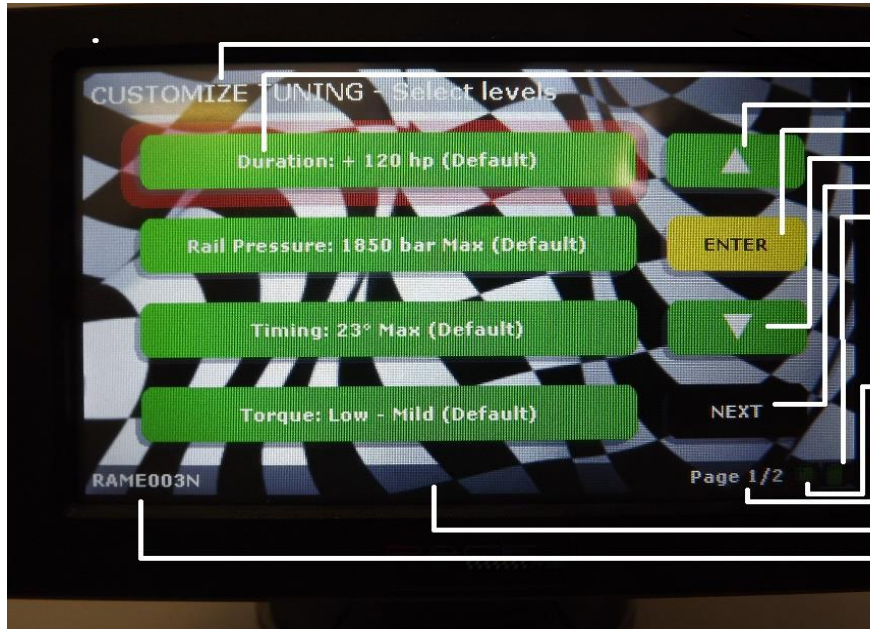 CUSTOMIZE TUNING - Select levels
Duration: + 120 hp (Default)
Rail Pressure: 1850 bar Max (Default)
ENTER
Timing: 23° Max (Default)
Torque: Low - Mild (Default)
NEXT
RAME003N
Page 1/2